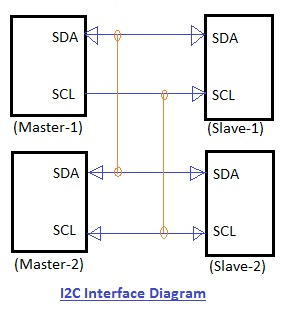 SDA SDA
SCL SCL
(Master-1) (Slave-1)
SDA SDA
SCL SCL
(Master-2) (Slave-2)
I2C Interface Diagram